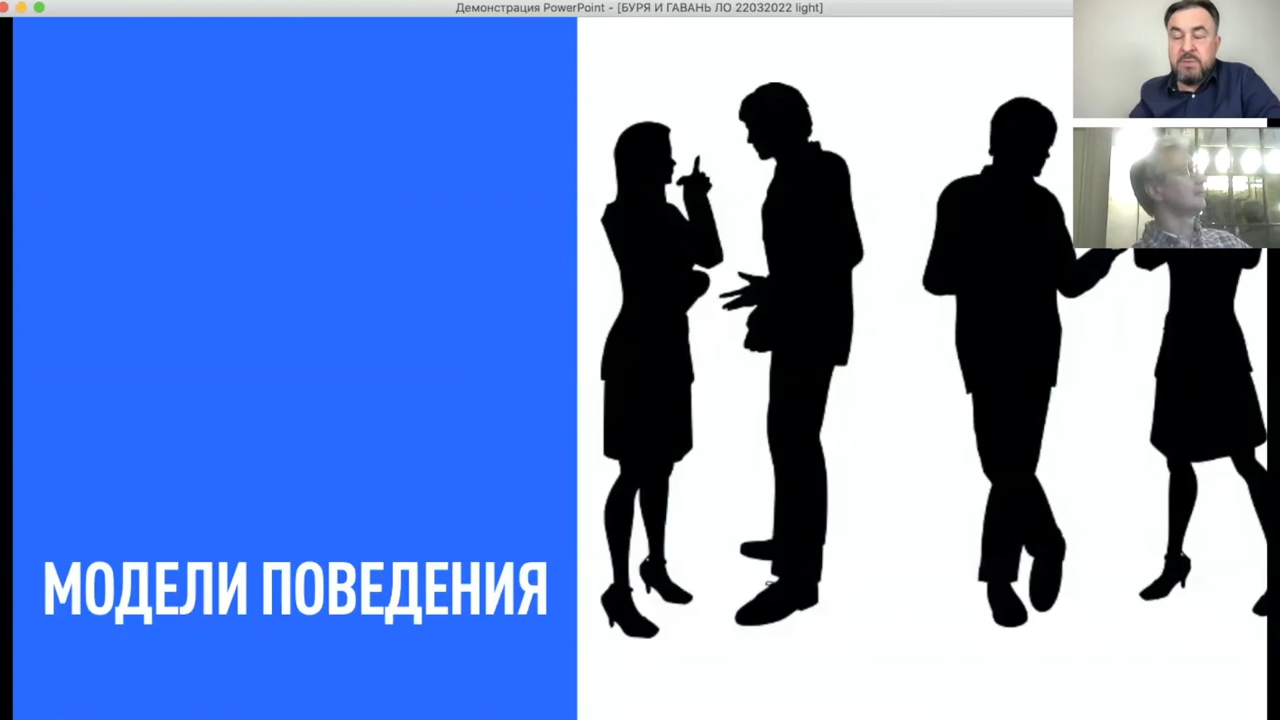 Демонстрация PowerPoint - [БУРЯ И ГАВАНЬ ЛО 22032022 light]
МОДЕЛИ ПОВЕДЕНИЯ